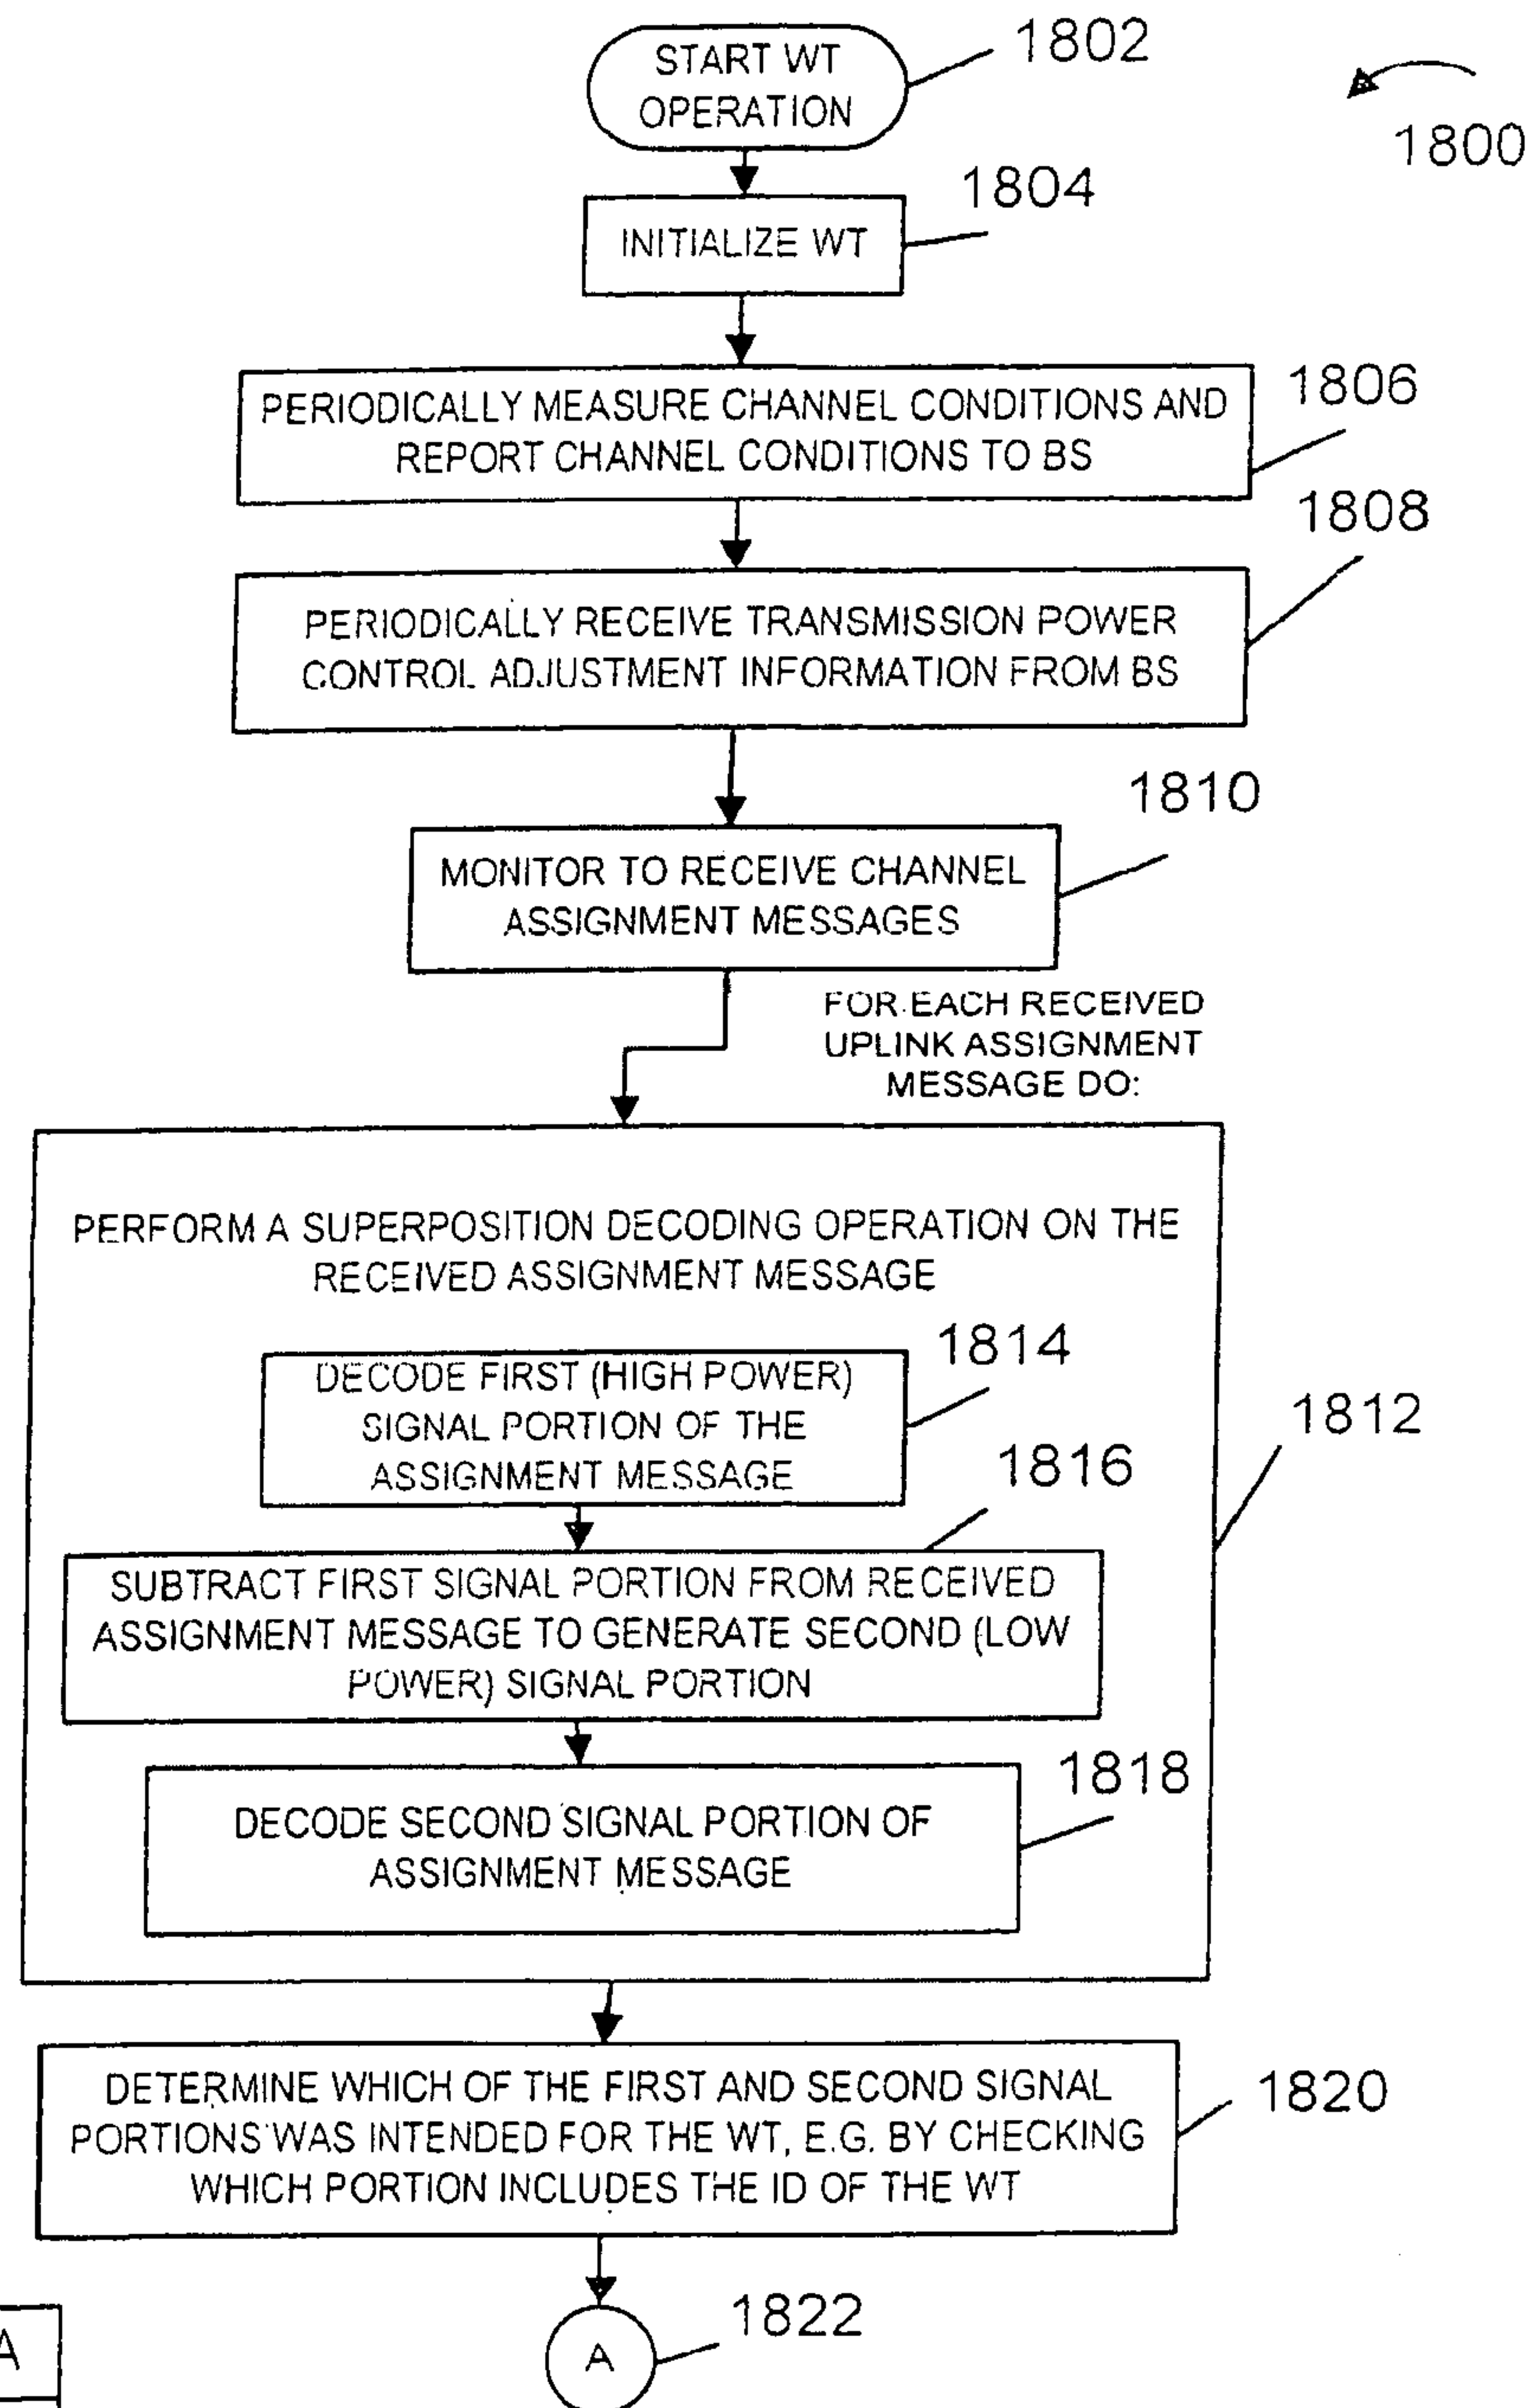 START WT
OPERATION
1802
1800
INITIALIZE WT
1804
PERIODICALLY MEASURE CHANNEL CONDITIONS AND
REPORT CHANNEL CONDITIONS TO BS
1806
PERIODICALLY RECEIVE TRANSMISSION POWER
CONTROL ADJUSTMENT INFORMATION FROM BS
1808
MONITOR TO RECEIVE CHANNEL
ASSIGNMENT MESSAGES
1810
FOR EACH RECEIVED
UPLINK ASSIGNMENT
MESSAGE DO:
PERFORM A SUPERPOSITION DECODING OPERATION ON THE
RECEIVED ASSIGNMENT MESSAGE
1812
DECODE FIRST (HIGH POWER)
SIGNAL PORTION OF THE
ASSIGNMENT MESSAGE
1814
SUBTRACT FIRST SIGNAL PORTION FROM RECEIVED
ASSIGNMENT MESSAGE TO GENERATE SECOND (LOW
POWER) SIGNAL PORTION
1816
DECODE SECOND SIGNAL PORTION OF
ASSIGNMENT MESSAGE
1818
DETERMINE WHICH OF THE FIRST AND SECOND SIGNAL
PORTIONS WAS INTENDED FOR THE WT, E.G. BY CHECKING
WHICH PORTION INCLUDES THE ID OF THE WT
1820
A
1822
A